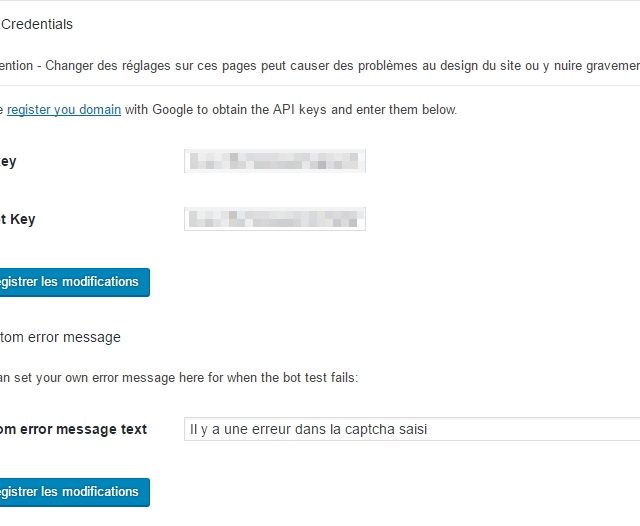 Credentials
ention - Changer des réglages sur ces pages peut causer des problèmes au design du site ou y nuire gravemer
e register you domain with Google to obtain the API keys and enter them below.
ey
t Key
gistrer les modifications
tom error message
an set your own error message here for when the bot test fails:
om error message text Il y a une erreur dans la captcha saisi
gistrer les modifications